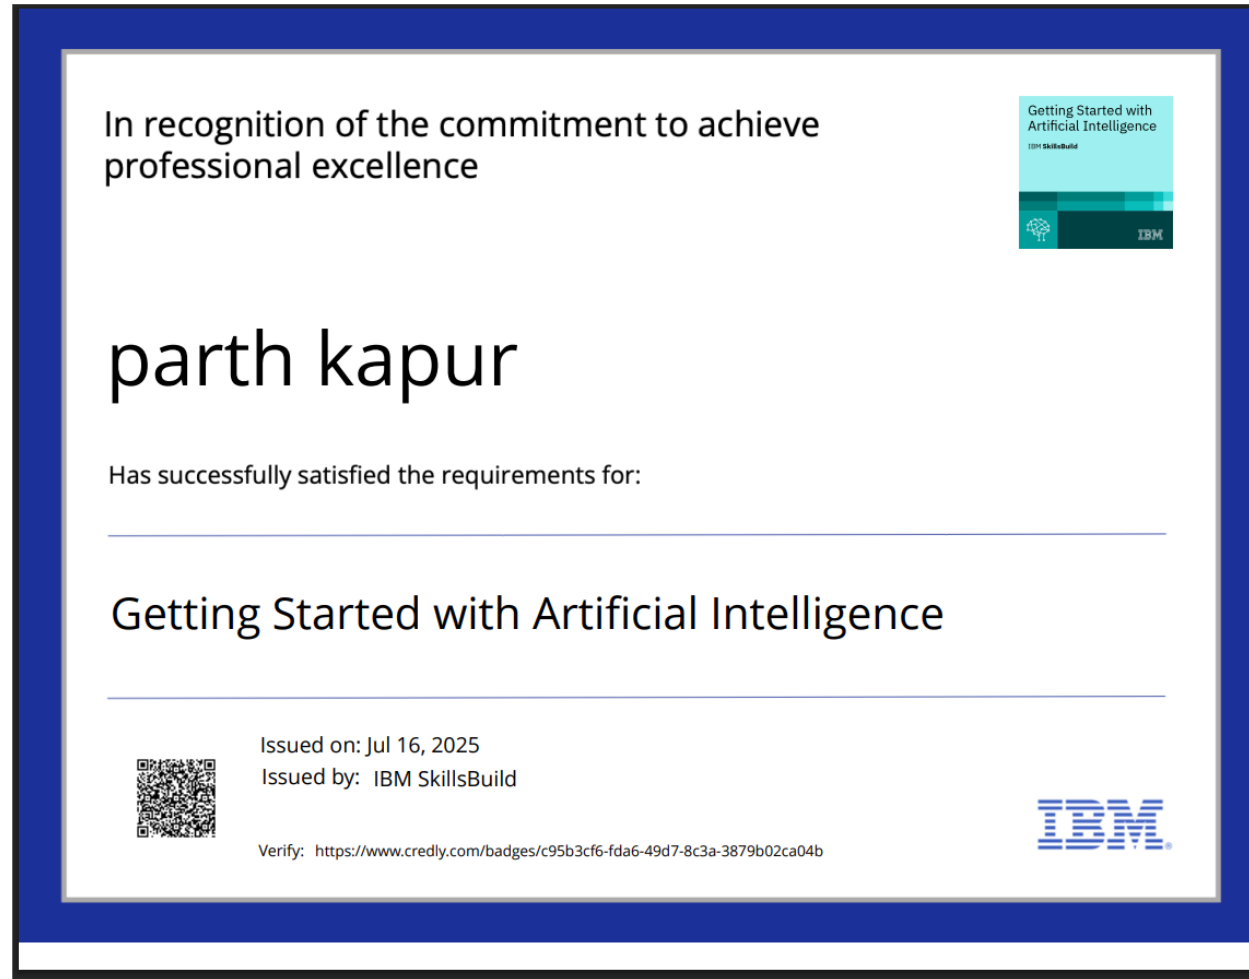 In recognition of the commitment to achieve
professional excellence
Getting Started with
Artificial Intelligence
IBM SkillsBuild
IBM
parth kapur
Has successfully satisfied the requirements for:
Getting Started with Artificial Intelligence
Issued on: Jul 16, 2025
Issued by: IBM SkillsBuild
Verify: https://www.credly.com/badges/c95b3cf6-fda6-49d7-8c3a-3879b02ca04b
IBM®